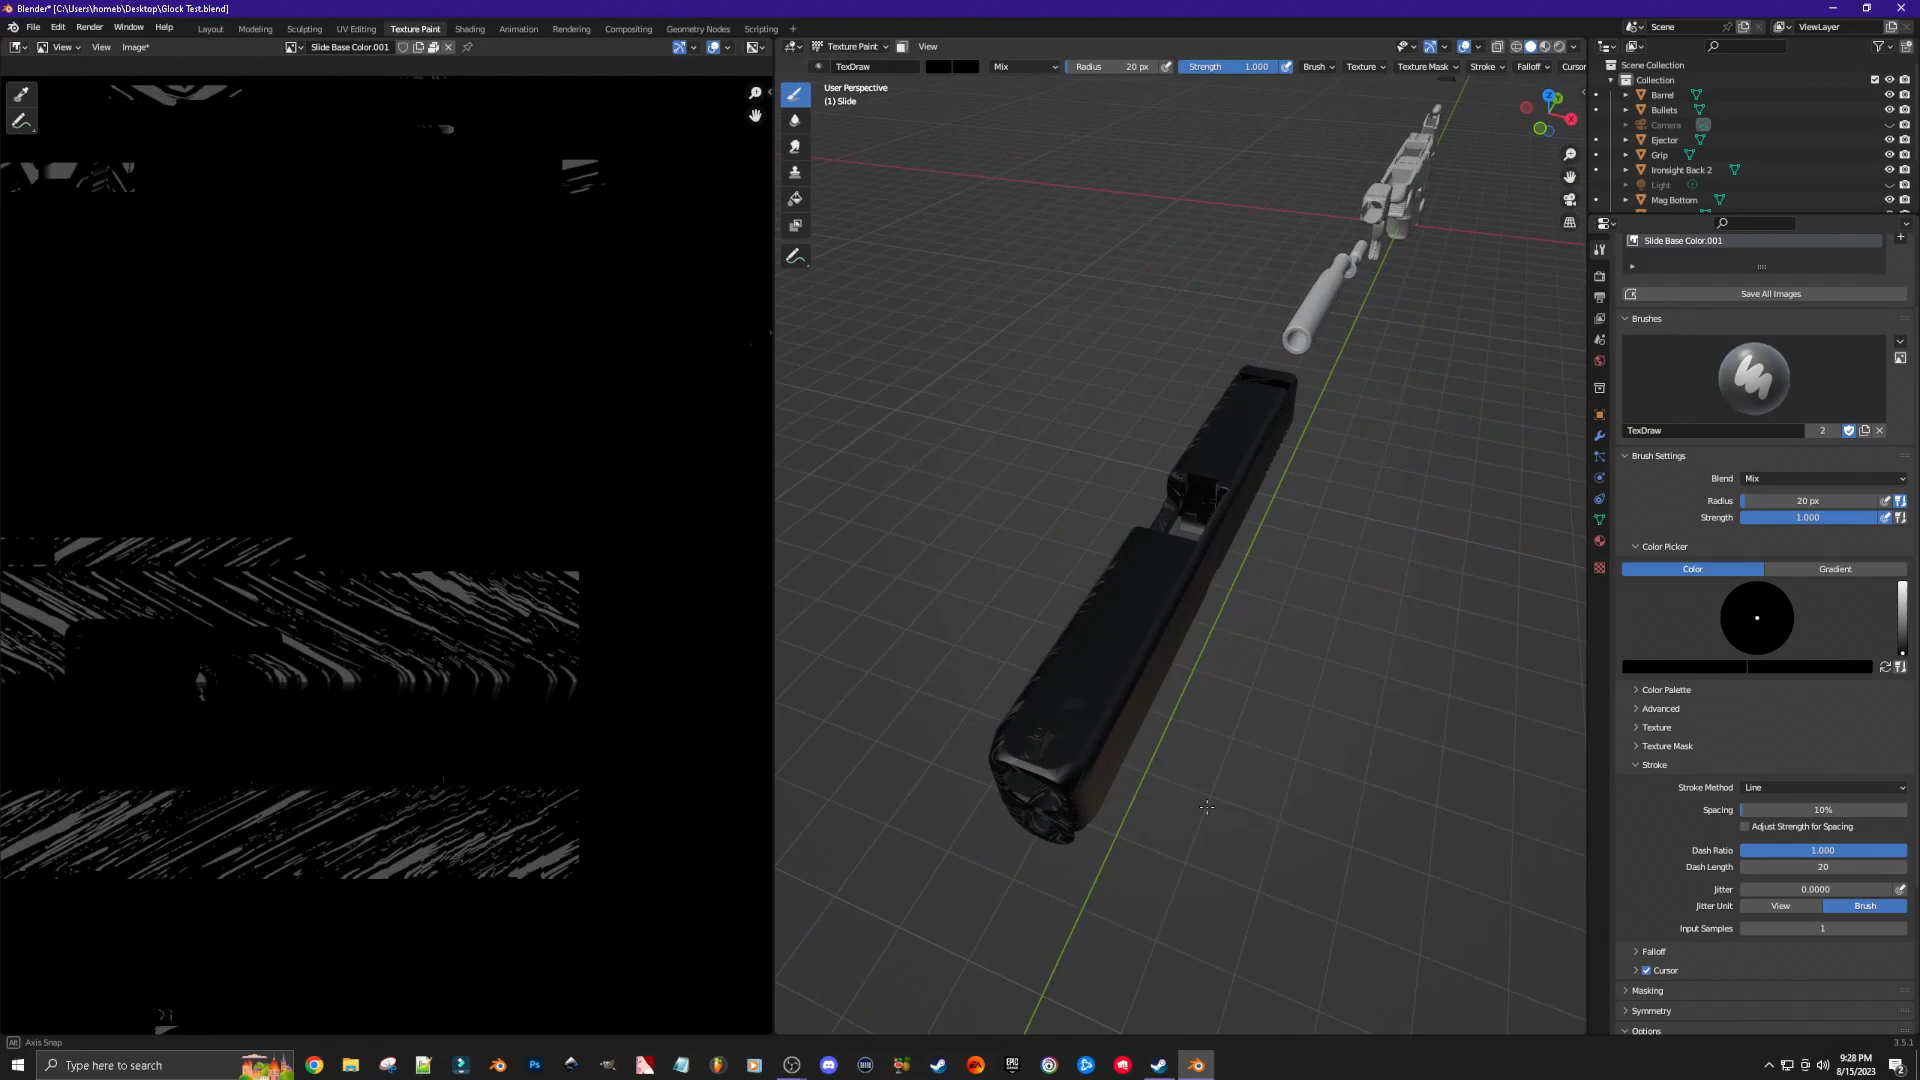 Blender* [C:\Users\homeb\Desktop\Glock Test.blend]
File Edit Render Window Help
Layout Modeling Sculpting UV Editing Texture Paint Shading Animation Rendering Compositing Geometry Nodes Scripting +
Scene ViewLayer
View View Image* Slide Base Color.001
Texture Paint View
TexDraw Mix Radius 20 px Strength 1.000 Brush Texture Texture Mask Stroke Falloff Cursor
User Perspective
(1) Slide
Z
Y
X
Scene Collection
Collection
Barrel
Bullets
Camera
Ejector
Grip
Ironsight Back 2
Light
Mag Bottom
Slide Base Color.001
Save All Images
Brushes
TexDraw 2
Brush Settings
Blend Mix
Radius 20 px
Strength 1.000
Color Picker
Color Gradient
Color Palette
Advanced
Texture
Texture Mask
Stroke
Stroke Method Line
Spacing 10%
Adjust Strength for Spacing
Dash Ratio 1.000
Dash Length 20
Jitter 0.0000
Jitter Unit View Brush
Input Samples 1
Falloff
Cursor
Masking
Symmetry
Options
Alt Axis Snap
3.5.1
Type here to search
Ps
9:28 PM
8/15/2023
2